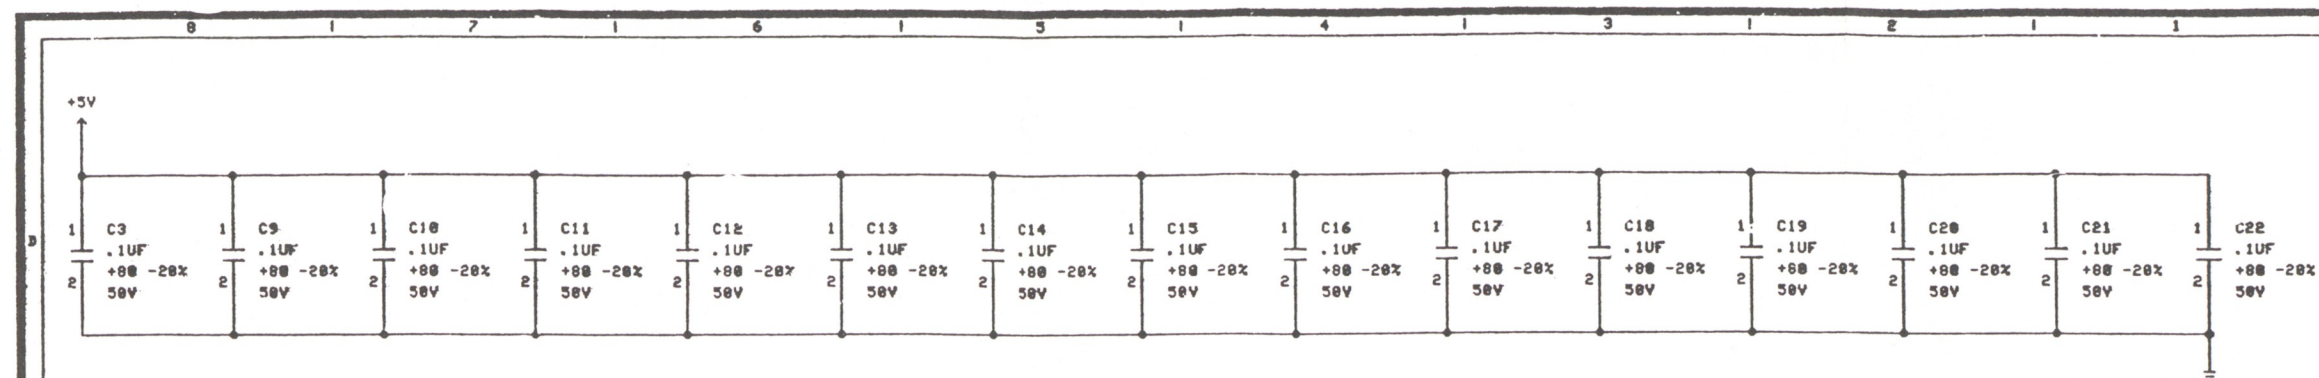 8 7 6 5 4 3 2 1
+5V
D
1 C3
.1UF
+80 -20%
2
50V
1 C9
.1UF
+80 -20%
2
50V
1 C10
.1UF
+80 -20%
2
50V
1 C11
.1UF
+80 -20%
2
50V
1 C12
.1UF
+80 -20%
2
50V
1 C13
.1UF
+80 -20%
2
50V
1 C14
.1UF
+80 -20%
2
50V
1 C15
.1UF
+80 -20%
2
50V
1 C16
.1UF
+80 -20%
2
50V
1 C17
.1UF
+80 -20%
2
50V
1 C18
.1UF
+80 -20%
2
50V
1 C19
.1UF
+80 -20%
2
50V
1 C20
.1UF
+80 -20%
2
50V
1 C21
.1UF
+80 -20%
2
50V
1 C22
.1UF
+80 -20%
2
50V